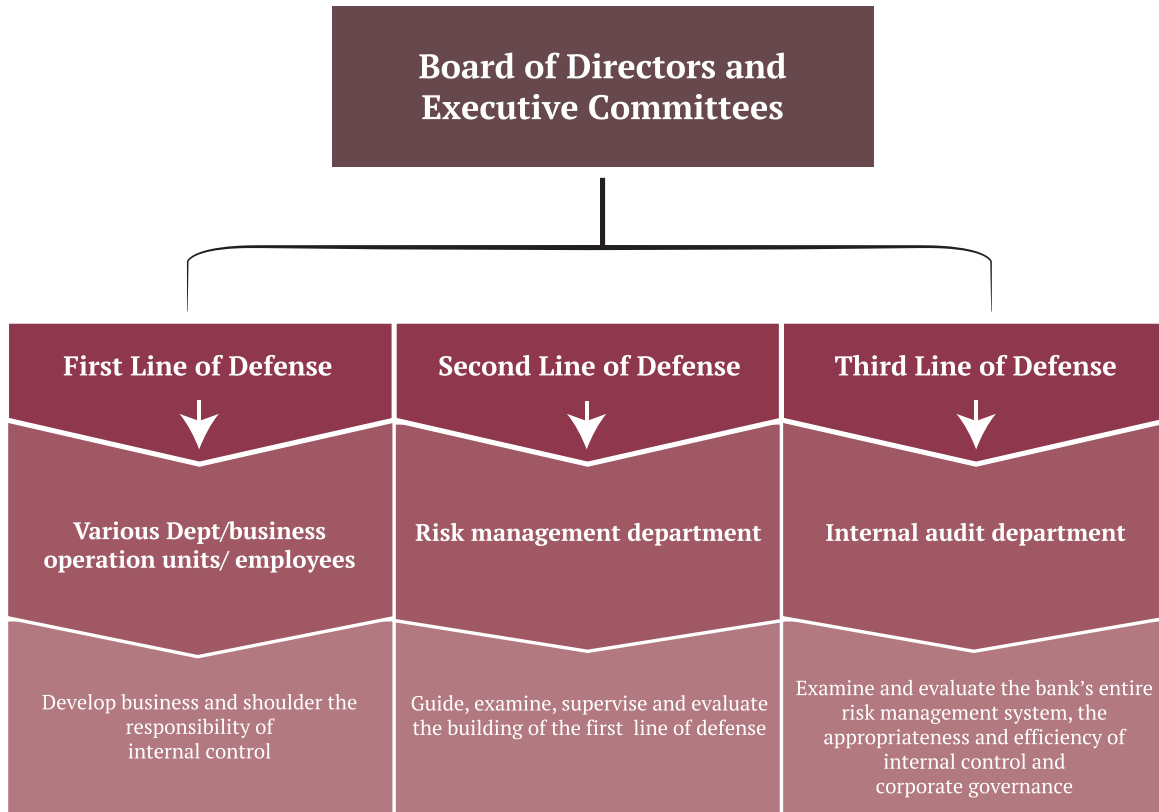 Board of Directors and
Executive Committees
First Line of Defense
Various Dept/business
operation units/ employees
Develop business and shoulder the
responsibility of
internal control
Second Line of Defense
Risk management department
Guide, examine, supervise and evaluate
the building of the first line of defense
Third Line of Defense
Internal audit department
Examine and evaluate the bank’s entire
risk management system, the
appropriateness and efficiency of
internal control and
corporate governance